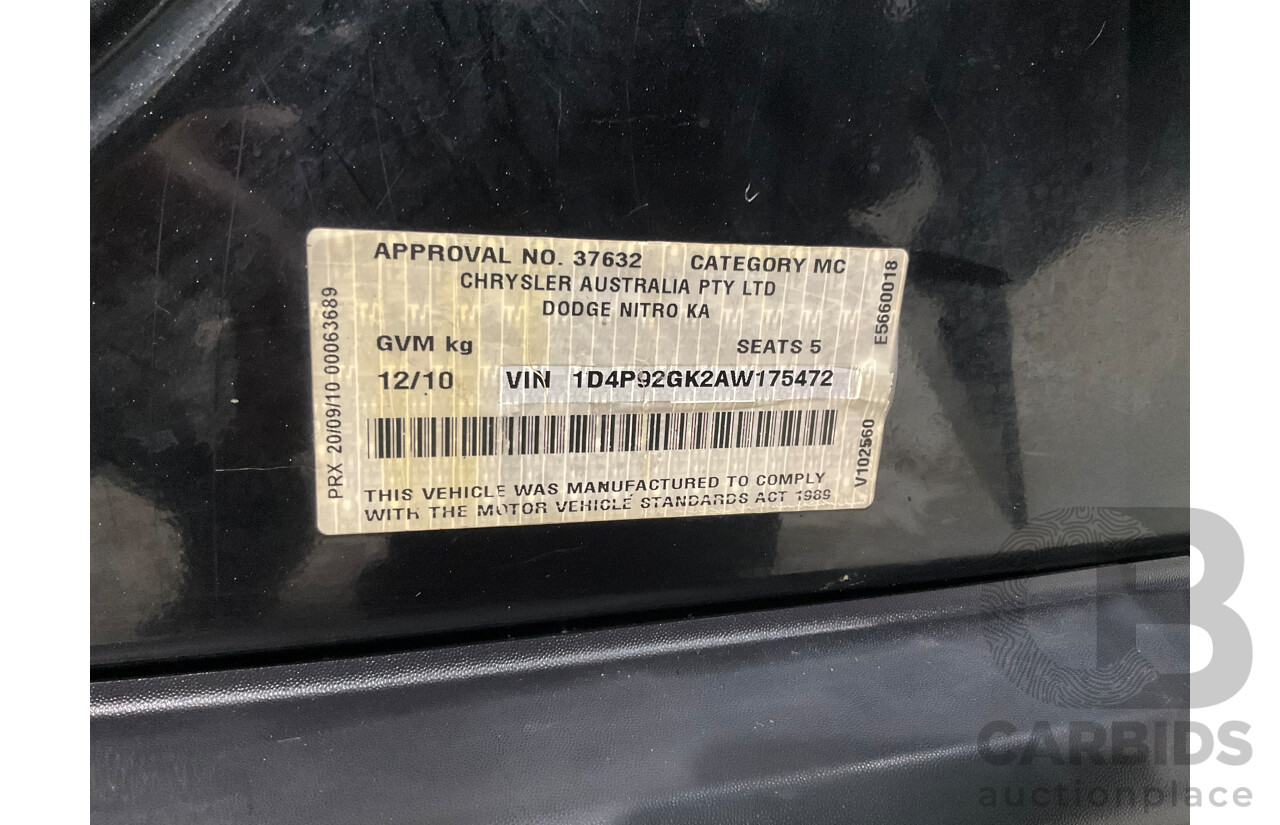 APPROVAL NO. 37632 CATEGORY MC
CHRYSLER AUSTRALIA PTY LTD
DODGE NITRO KA
GVM kg SEATS 5
12/10 VIN 1D4P92GK2AW175472
THIS VEHICLE WAS MANUFACTURED TO COMPLY
WITH THE MOTOR VEHICLE STANDARDS ACT 1989
PRX 20/09/10 00063689
E5660018
V102560
CB
CARBIDS
auctionplace